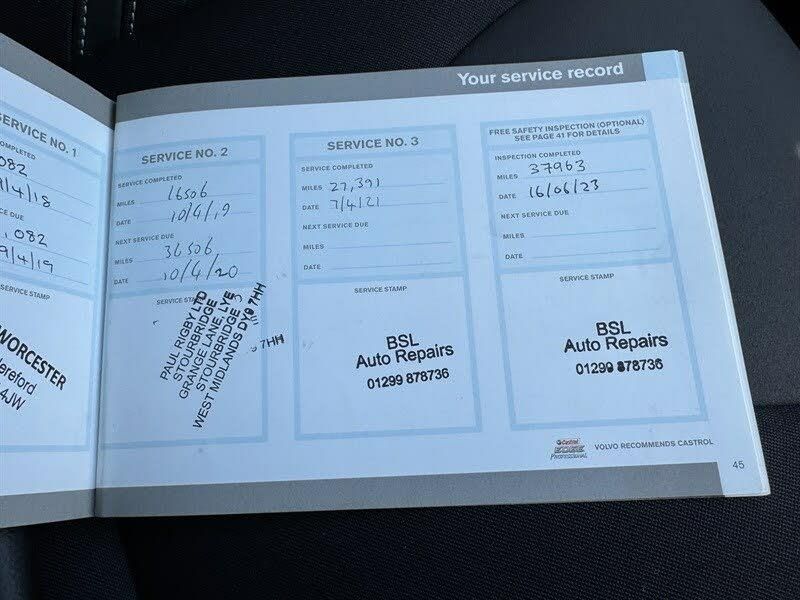 Your service record
SERVICE NO. 1
COMPLETED
082
9/4/18
DUE
,082
9/4/19
SERVICE STAMP
WORCESTER
Hereford
4JW
SERVICE NO. 2
SERVICE COMPLETED
MILES 16506
DATE 10/4/19
NEXT SERVICE DUE
MILES 36506
DATE 10/4/20
SERVICE STAMP
PAUL RIGBY LTD
STOURBRIDGE
GRANGE LANE, LYE
STOURBRIDGE
WEST MIDLANDS DY9 7HH
9 7HH
SERVICE NO. 3
SERVICE COMPLETED
MILES 27,391
DATE 7/4/21
NEXT SERVICE DUE
MILES
DATE
SERVICE STAMP
BSL
Auto Repairs
01299 878736
FREE SAFETY INSPECTION (OPTIONAL)
SEE PAGE 41 FOR DETAILS
INSPECTION COMPLETED
MILES 37963
DATE 16/06/23
NEXT SERVICE DUE
MILES
DATE
SERVICE STAMP
BSL
Auto Repairs
01299 878736
Castrol
EDGE
PROFESSIONAL
VOLVO RECOMMENDS CASTROL
45